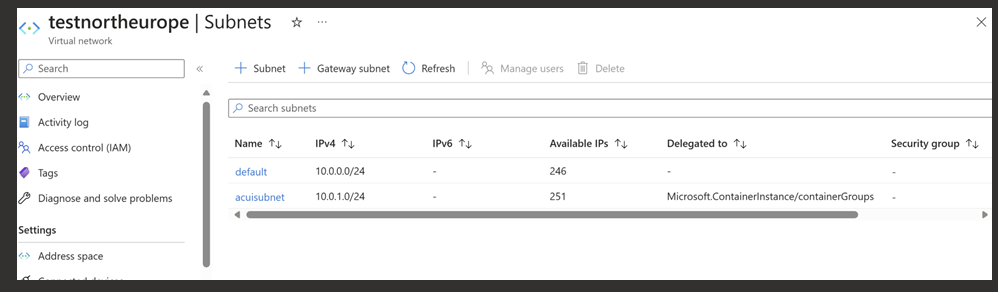 testnortheurope | Subnets
Virtual network
Search
Overview
Activity log
Access control (IAM)
Tags
Diagnose and solve problems
Settings
Address space
Subnet Gateway subnet Refresh Manage users Delete
Search subnets
Name IPv4 IPv6 Available IPs Delegated to Security group
default 10.0.0.0/24 - 246 - -
acuisubnet 10.0.1.0/24 - 251 Microsoft.ContainerInstance/containerGroups -